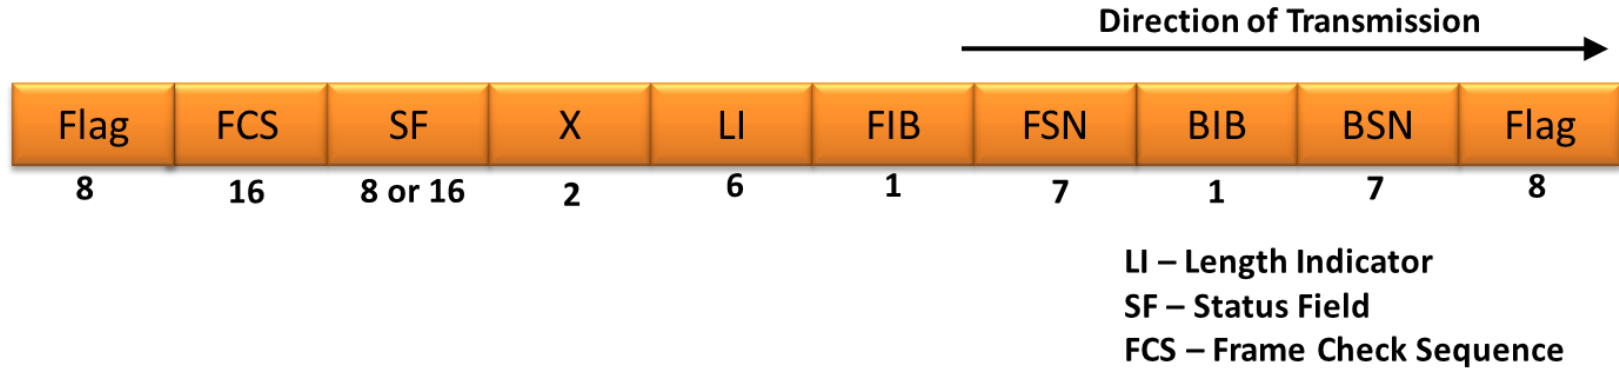 Direction of Transmission
Flag FCS SF X LI FIB FSN BIB BSN Flag
8 16 8 or 16 2 6 1 7 1 7 8
LI – Length Indicator
SF – Status Field
FCS – Frame Check Sequence